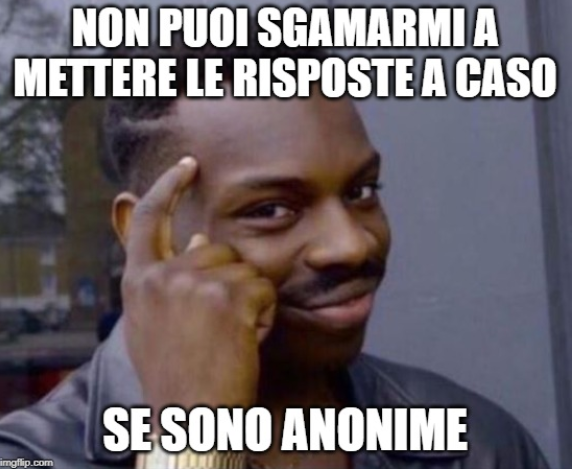 NON PUOI SGAMARMI A
METTERE LE RISPOSTE A CASO
SE SONO ANONIME
imgflip.com